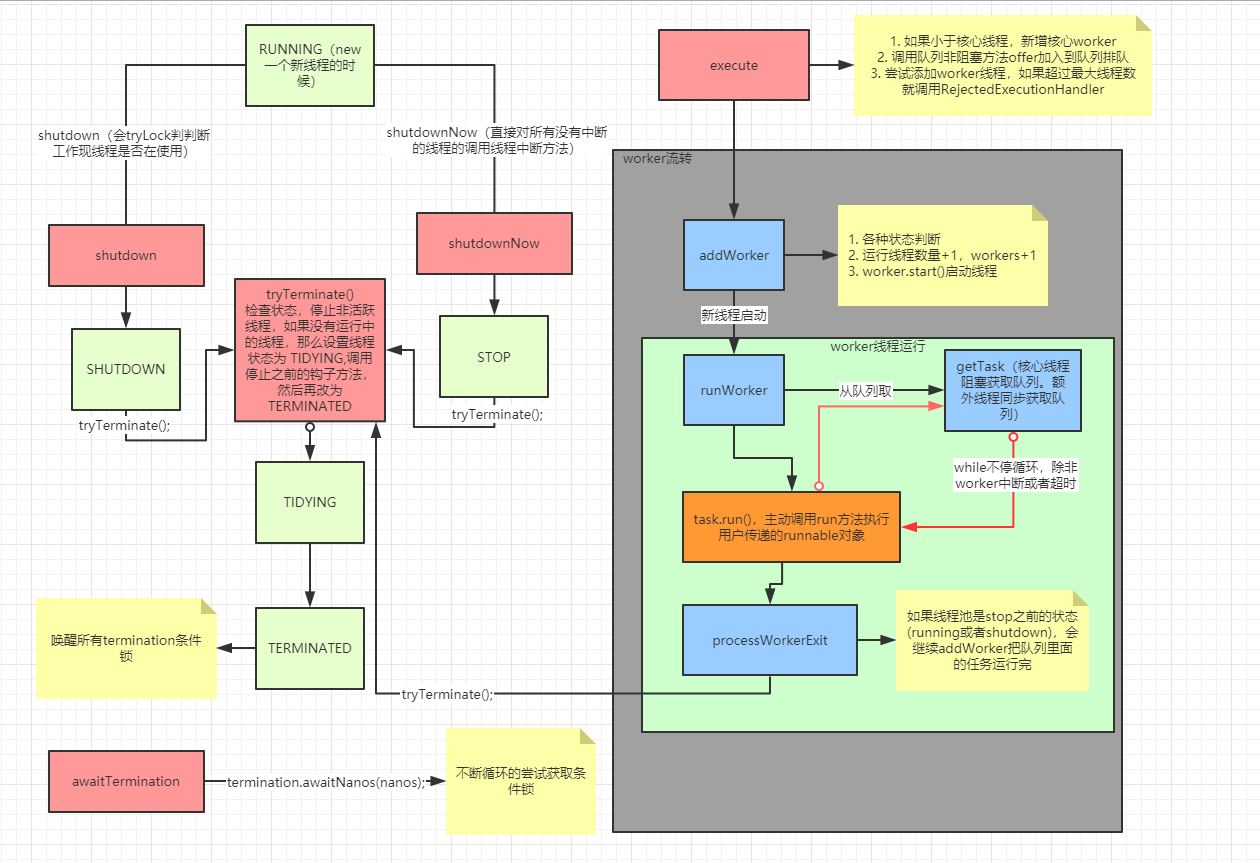 RUNNING（new
一个新线程的时
候）
shutdown（会tryLock判判断
工作现线程是否在使用）
shutdownNow（直接对所有没有中断
的线程的调用线程中断方法）
shutdown
shutdownNow
SHUTDOWN
tryTerminate();
tryTerminate()
检查状态，停止非活跃
线程，如果没有运行中
的线程，那么设置线程
状态为 TIDYING,调用
停止之前的钩子方法，
然后再改为
TERMINATED
STOP
tryTerminate();
TIDYING
TERMINATED
唤醒所有termination条件
锁
tryTerminate();
awaitTermination
termination.awaitNanos(nanos);
不断循环的尝试获取条
件锁
execute
1. 如果小于核心线程，新增核心worker
2. 调用队列非阻塞方法offer加入到队列排队
3. 尝试添加worker线程，如果超过最大线程数
就调用RejectedExecutionHandler
worker流转
addWorker
1. 各种状态判断
2. 运行线程数量+1，workers+1
3. worker.start()启动线程
新线程启动
worker线程运行
runWorker
从队列取
getTask（核心线程
阻塞获取队列。额
外线程同步获取队
列）
while不停循环，除非
worker中断或者超时
task.run()，主动调用run方法执行
用户传递的runnable对象
processWorkerExit
如果线程池是stop之前的状态
(running或者shutdown)，会
继续addWorker把队列里面
的任务运行完